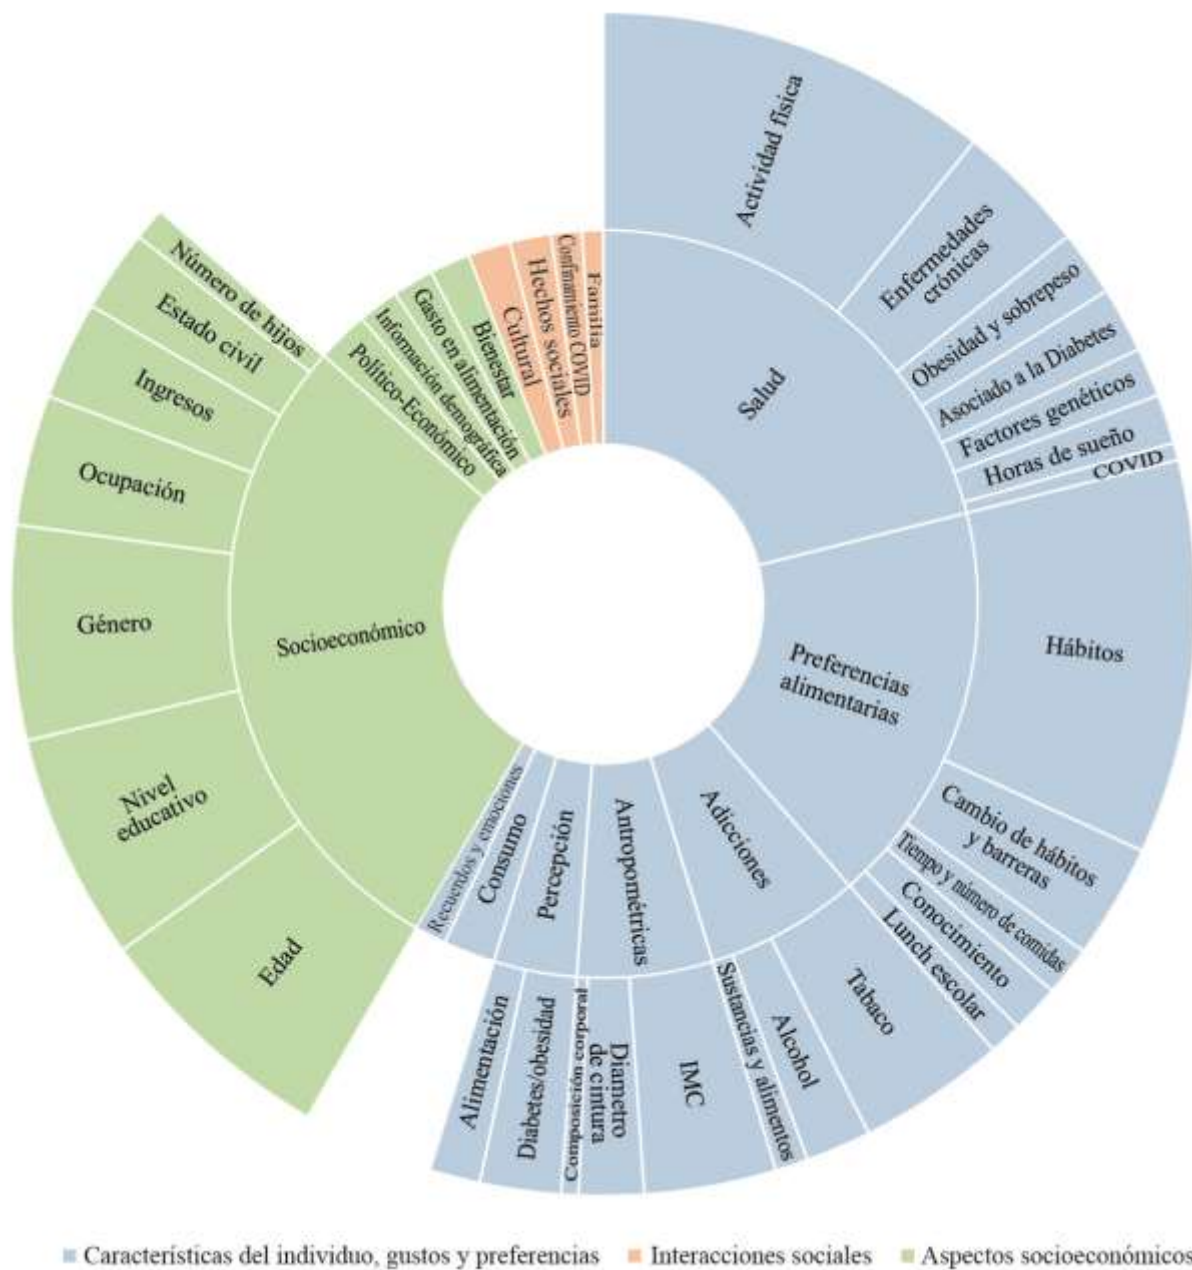 Actividad física
Enfermedades
crónicas
Obesidad y sobrepeso
Asociado a la Diabetes
Factores genéticos
Horas de sueño
COVID
Salud
Hábitos
Cambio de hábitos
y barreras
Tiempo y número de comidas
Conocimiento
Lunch escolar
Preferencias
alimentarias
Tabaco
Alcohol
Sustancias y alimentos
Adicciones
IMC
Diametro
de cintura
Composición corporal
Antropométricas
Diabetes/obesidad
Alimentación
Percepción
Consumo
Recuerdos y emociones
Socioeconómico
Edad
Nivel
educativo
Género
Ocupación
Ingresos
Estado civil
Número de hijos
Político-Económico
Información demográfica
Gasto en alimentación
Bienestar
Cultural
Hechos sociales
Confinamiento COVID
Familia
Características del individuo, gustos y preferencias Interacciones sociales Aspectos socioeconómicos